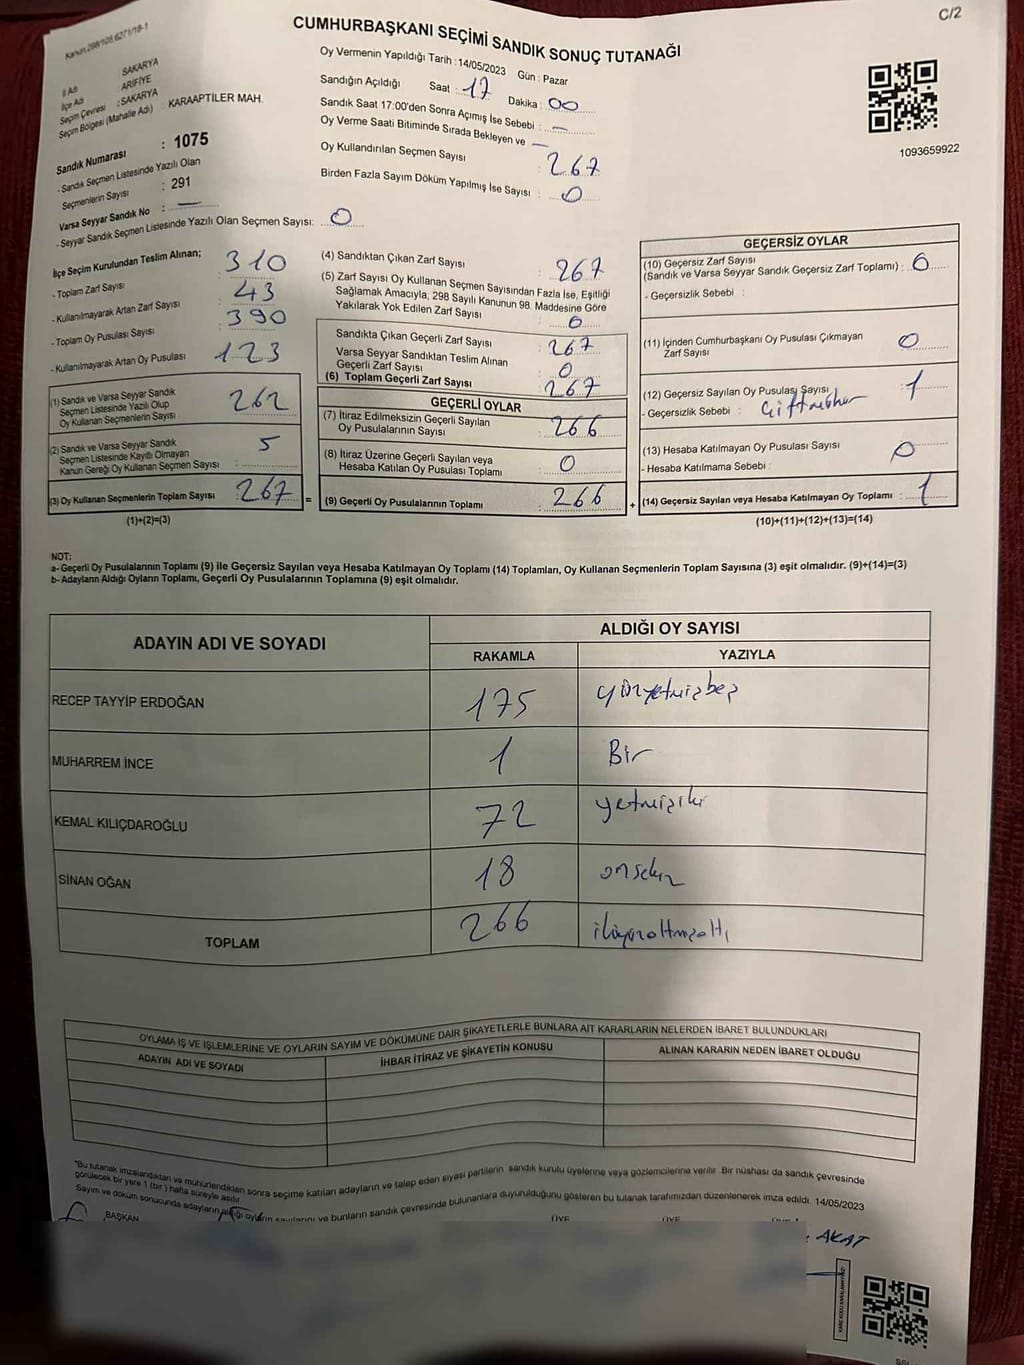 C/2
Kanun.298/105.6271/18-1
CUMHURBAŞKANI SEÇİMİ SANDIK SONUÇ TUTANAĞI
İl Adı SAKARYA
İlçe Adı ARİFİYE
Seçim Çevresi : SAKARYA
Seçim Bölgesi (Mahalle Adı) KARAAPTİLER MAH.
Sandık Numarası : 1075
- Sandık Seçmen Listesinde Yazılı Olan
Seçmenlerin Sayısı : 291
Varsa Seyyar Sandık No : —
- Seyyar Sandık Seçmen Listesinde Yazılı Olan Seçmen Sayısı: 0
Oy Vermenin Yapıldığı Tarih : 14/05/2023 Gün : Pazar
Sandığın Açıldığı Saat : 17 Dakika : 00
Sandık Saat 17:00'den Sonra Açımış İse Sebebi : —
Oy Verme Saati Bitiminde Sırada Bekleyen ve —
Oy Kullandırılan Seçmen Sayısı : 267
Birden Fazla Sayım Döküm Yapılmış İse Sayısı : 0
1093659922
İlçe Seçim Kurulundan Teslim Alınan;
- Toplam Zarf Sayısı : 310
- Kullanılmayarak Artan Zarf Sayısı : 43
- Toplam Oy Pusulası Sayısı : 390
- Kullanılmayarak Artan Oy Pusulası : 123
(1) Sandık ve Varsa Seyyar Sandık
Seçmen Listesinde Yazılı Olup
Oy Kullanan Seçmenlerin Sayısı : 262
(2) Sandık ve Varsa Seyyar Sandık
Seçmen Listesinde Kayıtlı Olmayan
Kanun Gereği Oy Kullanan Seçmen Sayısı : 5
(3) Oy Kullanan Seçmenlerin Toplam Sayısı : 267 =
(1)+(2)=(3)
(4) Sandıktan Çıkan Zarf Sayısı : 267
(5) Zarf Sayısı Oy Kullanan Seçmen Sayısından Fazla İse, Eşitliği
Sağlamak Amacıyla; 298 Sayılı Kanunun 98. Maddesine Göre
Yakılarak Yok Edilen Zarf Sayısı : 0
Sandıkta Çıkan Geçerli Zarf Sayısı : 267
Varsa Seyyar Sandıktan Teslim Alınan
Geçerli Zarf Sayısı : 0
(6) Toplam Geçerli Zarf Sayısı : 267
GEÇERLİ OYLAR
(7) İtiraz Edilmeksizin Geçerli Sayılan
Oy Pusulalarının Sayısı : 266
(8) İtiraz Üzerine Geçerli Sayılan veya
Hesaba Katılan Oy Pusulası Toplamı : 0
(9) Geçerli Oy Pusulalarının Toplamı : 266 +
GEÇERSİZ OYLAR
(10) Geçersiz Zarf Sayısı
(Sandık ve Varsa Seyyar Sandık Geçersiz Zarf Toplamı) : 0
- Geçersizlik Sebebi :
(11) İçinden Cumhurbaşkanı Oy Pusulası Çıkmayan
Zarf Sayısı : 0
(12) Geçersiz Sayılan Oy Pusulası Sayısı : 1
- Geçersizlik Sebebi :
(13) Hesaba Katılmayan Oy Pusulası Sayısı : 0
- Hesaba Katılmama Sebebi :
(14) Geçersiz Sayılan veya Hesaba Katılmayan Oy Toplamı : 1
(10)+(11)+(12)+(13)=(14)
NOT:
a- Geçerli Oy Pusulalarının Toplamı (9) ile Geçersiz Sayılan veya Hesaba Katılmayan Oy Toplamı (14) Toplamları, Oy Kullanan Seçmenlerin Toplam Sayısına (3) eşit olmalıdır. (9)+(14)=(3)
b- Adayların Aldığı Oyların Toplamı, Geçerli Oy Pusulalarının Toplamına (9) eşit olmalıdır.
ADAYIN ADI VE SOYADI ALDIĞI OY SAYISI
RAKAMLA YAZIYLA
RECEP TAYYİP ERDOĞAN 175 yüzyetmişbeş
MUHARREM İNCE 1 Bir
KEMAL KILIÇDAROĞLU 72 yetmişiki
SİNAN OĞAN 18 onsekiz
TOPLAM 266 ikiyüzaltmışaltı
OYLAMA İŞ VE İŞLEMLERİNE VE OYLARIN SAYIM VE DÖKÜMÜNE DAİR ŞİKAYETLERLE BUNLARA AİT KARARLARIN NELERDEN İBARET BULUNDUKLARI
ADAYIN ADI VE SOYADI İHBAR İTİRAZ VE ŞİKAYETİN KONUSU ALINAN KARARIN NEDEN İBARET OLDUĞU
*Bu tutanak imzalandıktan ve mühürlendikten sonra seçime katılan adayların ve talep eden siyasi partilerin sandık kurulu üyelerine veya gözlemcilerine verilir. Bir nüshası da sandık çevresinde
görülecek bir yere 1 (bir) hafta süreyle asılır.
Sayım ve döküm sonucunda adayların aldığı oyların sayılarını ve bunların sandık çevresinde bulunanlara duyurulduğunu gösteren bu tutanak tarafımızdan düzenlenerek imza edildi. 14/05/2023
BAŞKAN ÜYE ÜYE
AKAT